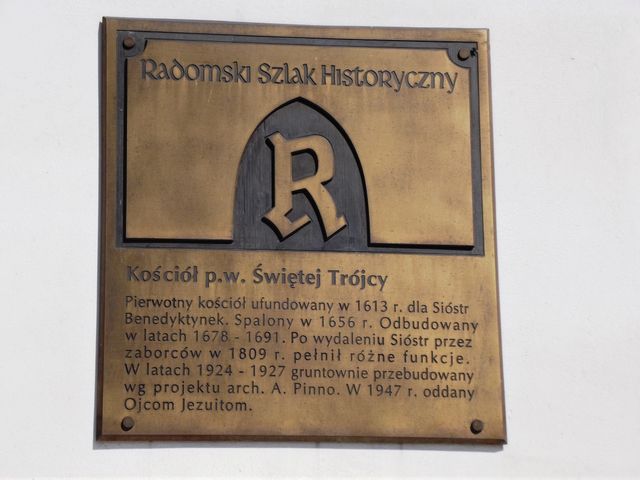 Radomski Szlak Historyczny
R
Kościół p.w. Świętej Trójcy
Pierwotny kościół ufundowany w 1613 r. dla Sióstr
Benedyktynek. Spalony w 1656 r. Odbudowany
w latach 1678 - 1691. Po wydaleniu Sióstr przez
zaborców w 1809 r. pełnił różne funkcje.
W latach 1924 - 1927 gruntownie przebudowany
wg projektu arch. A. Pinno. W 1947 r. oddany
Ojcom Jezuitom.